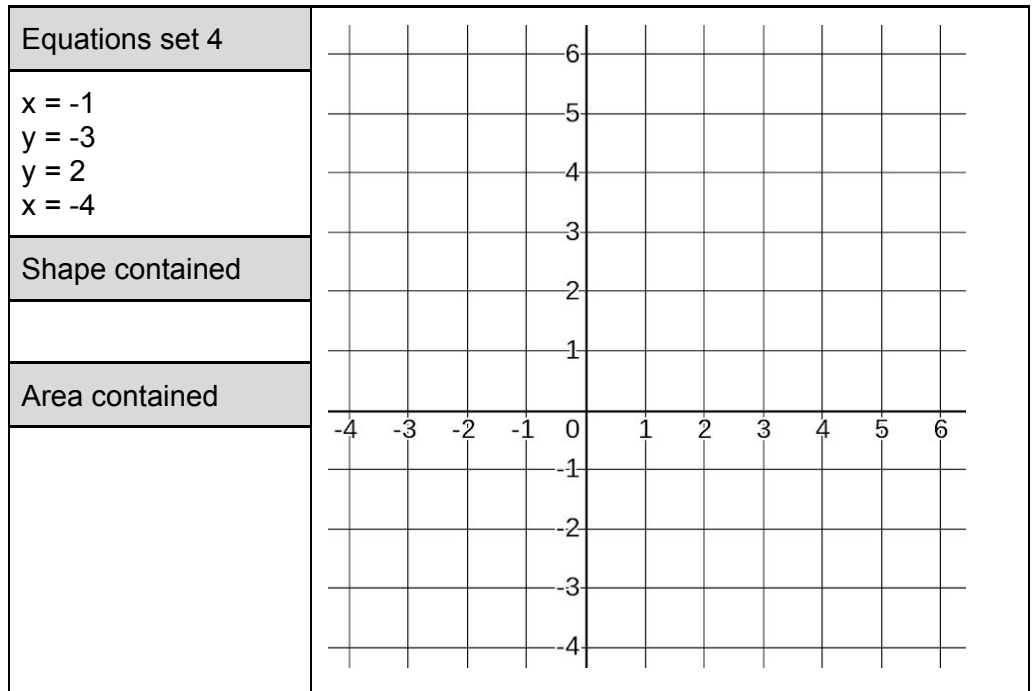 Equations set 4
x = -1
y = -3
y = 2
x = -4
Shape contained
Area contained
6
5
4
3
2
1
-4 -3 -2 -1 0 1 2 3 4 5 6
-1
-2
-3
-4